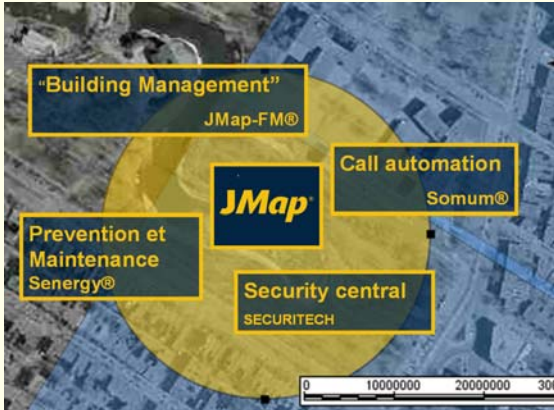 “Building Management”
JMap-FM®
JMap®
Call automation
Somum®
Prevention et
Maintenance
Senergy®
Security central
SECURITECH
0 10000000 20000000